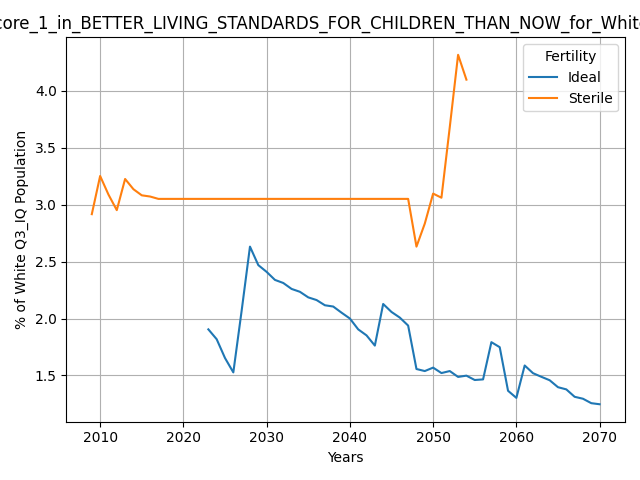 core_1_in_BETTER_LIVING_STANDARDS_FOR_CHILDREN_THAN_NOW_for_White
Fertility
Ideal
Sterile
% of White Q3_IQ Population
4.0
3.5
3.0
2.5
2.0
1.5
2010 2020 2030 2040 2050 2060 2070
Years